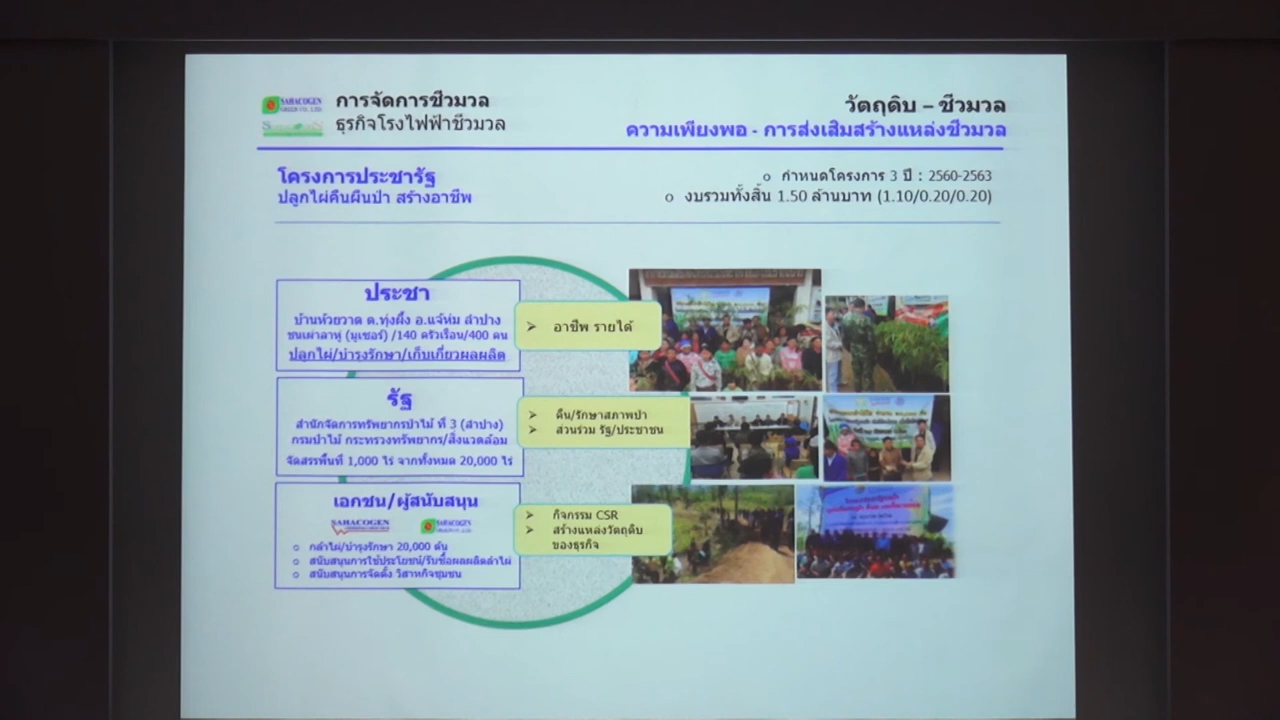 SAHACOGEN
GREEN CO., LTD.
การจัดการชีวมวล
ธุรกิจโรงไฟฟ้าชีวมวล
วัตถุดิบ – ชีวมวล
ความเพียงพอ - การส่งเสิมสร้างแหล่งชีวมวล
โครงการประชารัฐ
ปลูกไผ่คืนผืนป่า สร้างอาชีพ
o กำหนดโครงการ 3 ปี : 2560-2563
o งบรวมทั้งสิ้น 1.50 ล้านบาท (1.10/0.20/0.20)
ประชา
บ้านห้วยวาด ต.ทุ่งผึ้ง อ.แจ้ห่ม ลำปาง
ชนเผ่าลาหู่ (มูเซอร์) /140 ครัวเรือน/400 คน
ปลูกไผ่/บำรุงรักษา/เก็บเกี่ยวผลผลิต
➢ อาชีพ รายได้
รัฐ
สำนักจัดการทรัพยากรป่าไม้ ที่ 3 (ลำปาง)
กรมป่าไม้ กระทรวงทรัพยากร/สิ่งแวดล้อม
จัดสรรพื้นที่ 1,000 ไร่ จากทั้งหมด 20,000 ไร่
➢ คืน/รักษาสภาพป่า
➢ ส่วนร่วม รัฐ/ประชาชน
เอกชน/ผู้สนับสนุน
SAHACOGEN
SAHACOGEN
o กล้าไผ่/บำรุงรักษา 20,000 ต้น
o สนับสนุนการใช้ประโยชน์/รับซื้อผลผลิตลำไผ่
o สนับสนุนการจัดตั้ง วิสาหกิจชุมชน
➢ กิจกรรม CSR
➢ สร้างแหล่งวัตถุดิบ
ของธุรกิจ